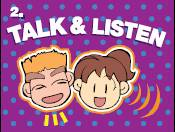 2.
TALK & LISTEN